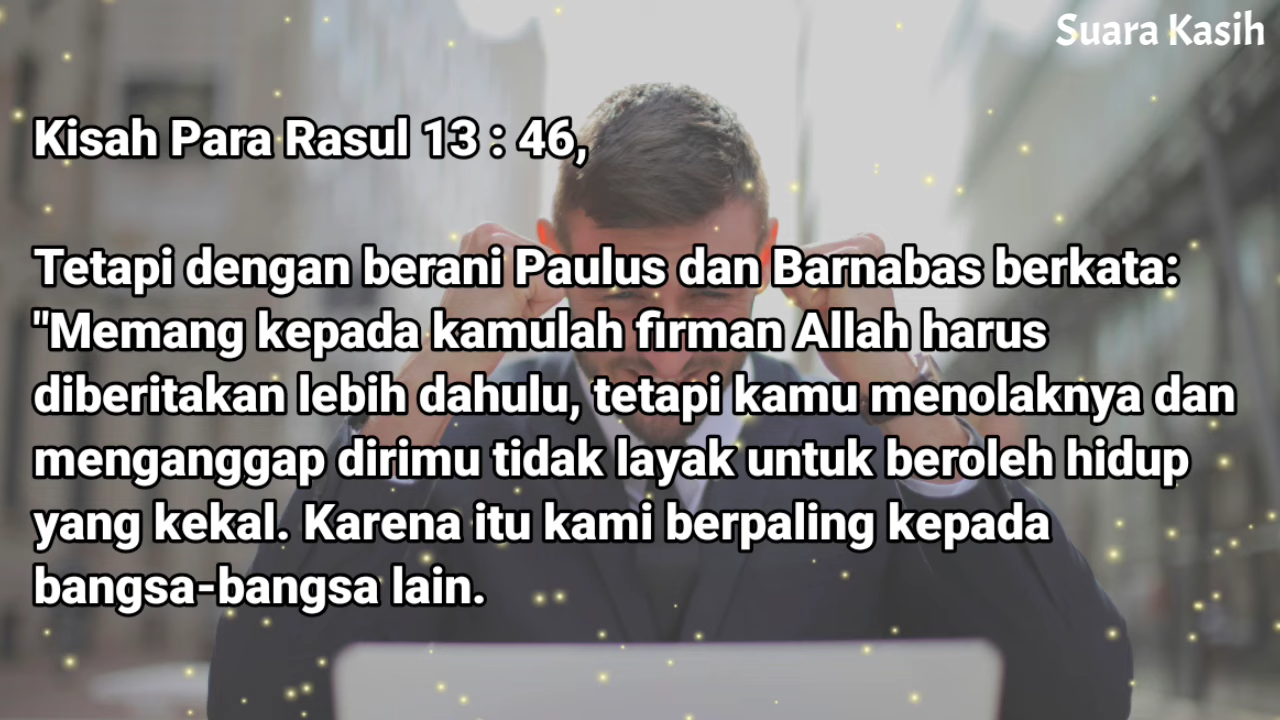 Suara Kasih
Kisah Para Rasul 13 : 46,
Tetapi dengan berani Paulus dan Barnabas berkata:
"Memang kepada kamulah firman Allah harus
diberitakan lebih dahulu, tetapi kamu menolaknya dan
menganggap dirimu tidak layak untuk beroleh hidup
yang kekal. Karena itu kami berpaling kepada
bangsa-bangsa lain.